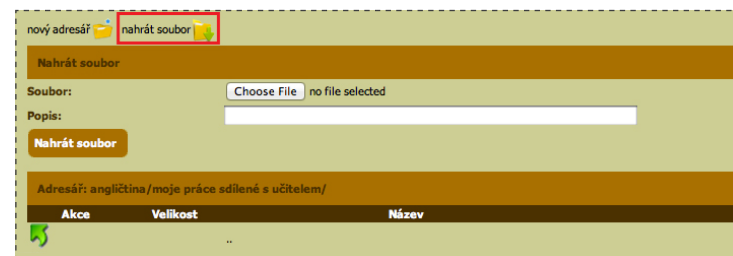 nový adresář nahrát soubor
Nahrát soubor
Soubor: Choose File no file selected
Popis:
Nahrát soubor
Adresář: angličtina/moje práce sdílené s učitelem/
Akce Velikost Název
..